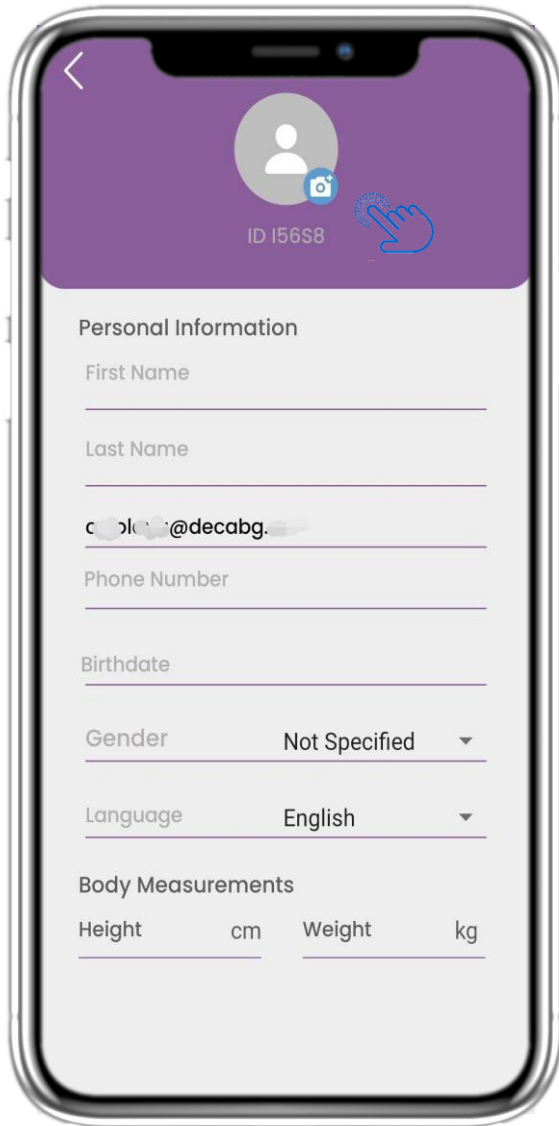 ID I56S8
Personal Information
First Name
Last Name
@decabg.
Phone Number
Birthdate
Gender Not Specified
Language English
Body Measurements
Height cm Weight kg